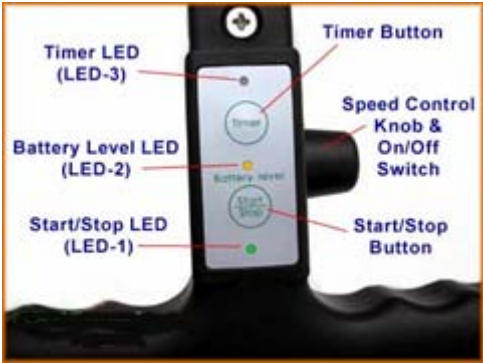 Timer LED
(LED-3)
Timer Button
Timer
Speed Control
Knob &
On/Off
Switch
Battery Level LED
(LED-2)
Battery level
Start/Stop LED
(LED-1)
Start
Stop
Start/Stop
Button